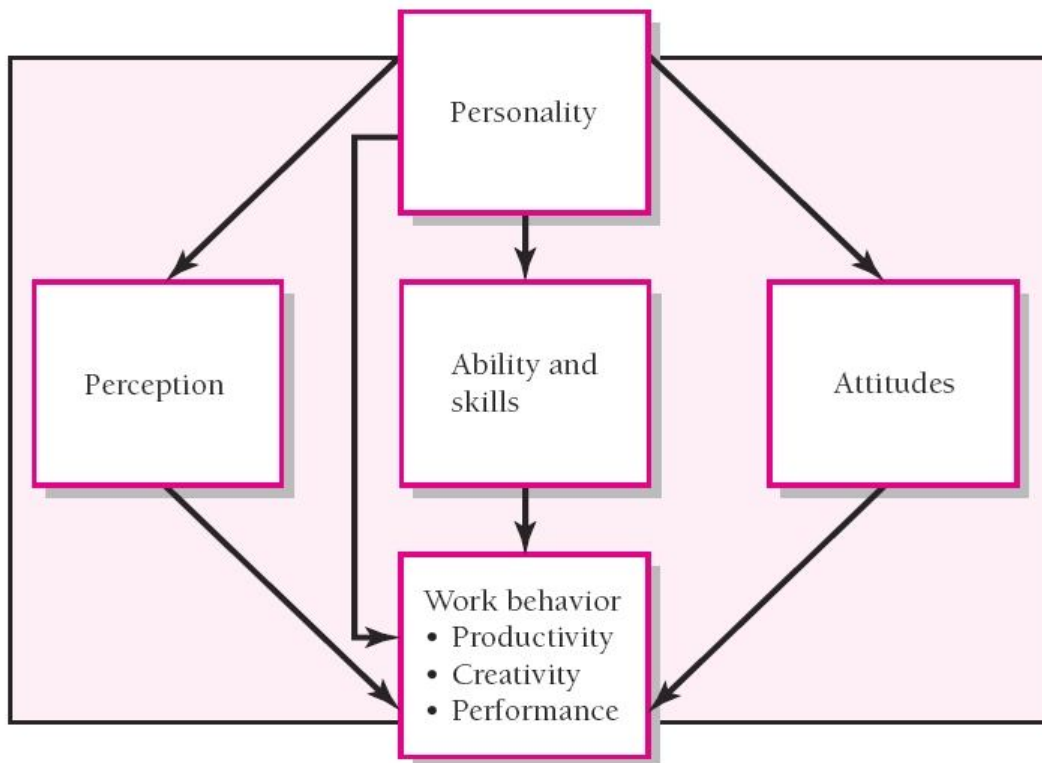 Personality
Perception
Ability and
skills
Attitudes
Work behavior
• Productivity
• Creativity
• Performance